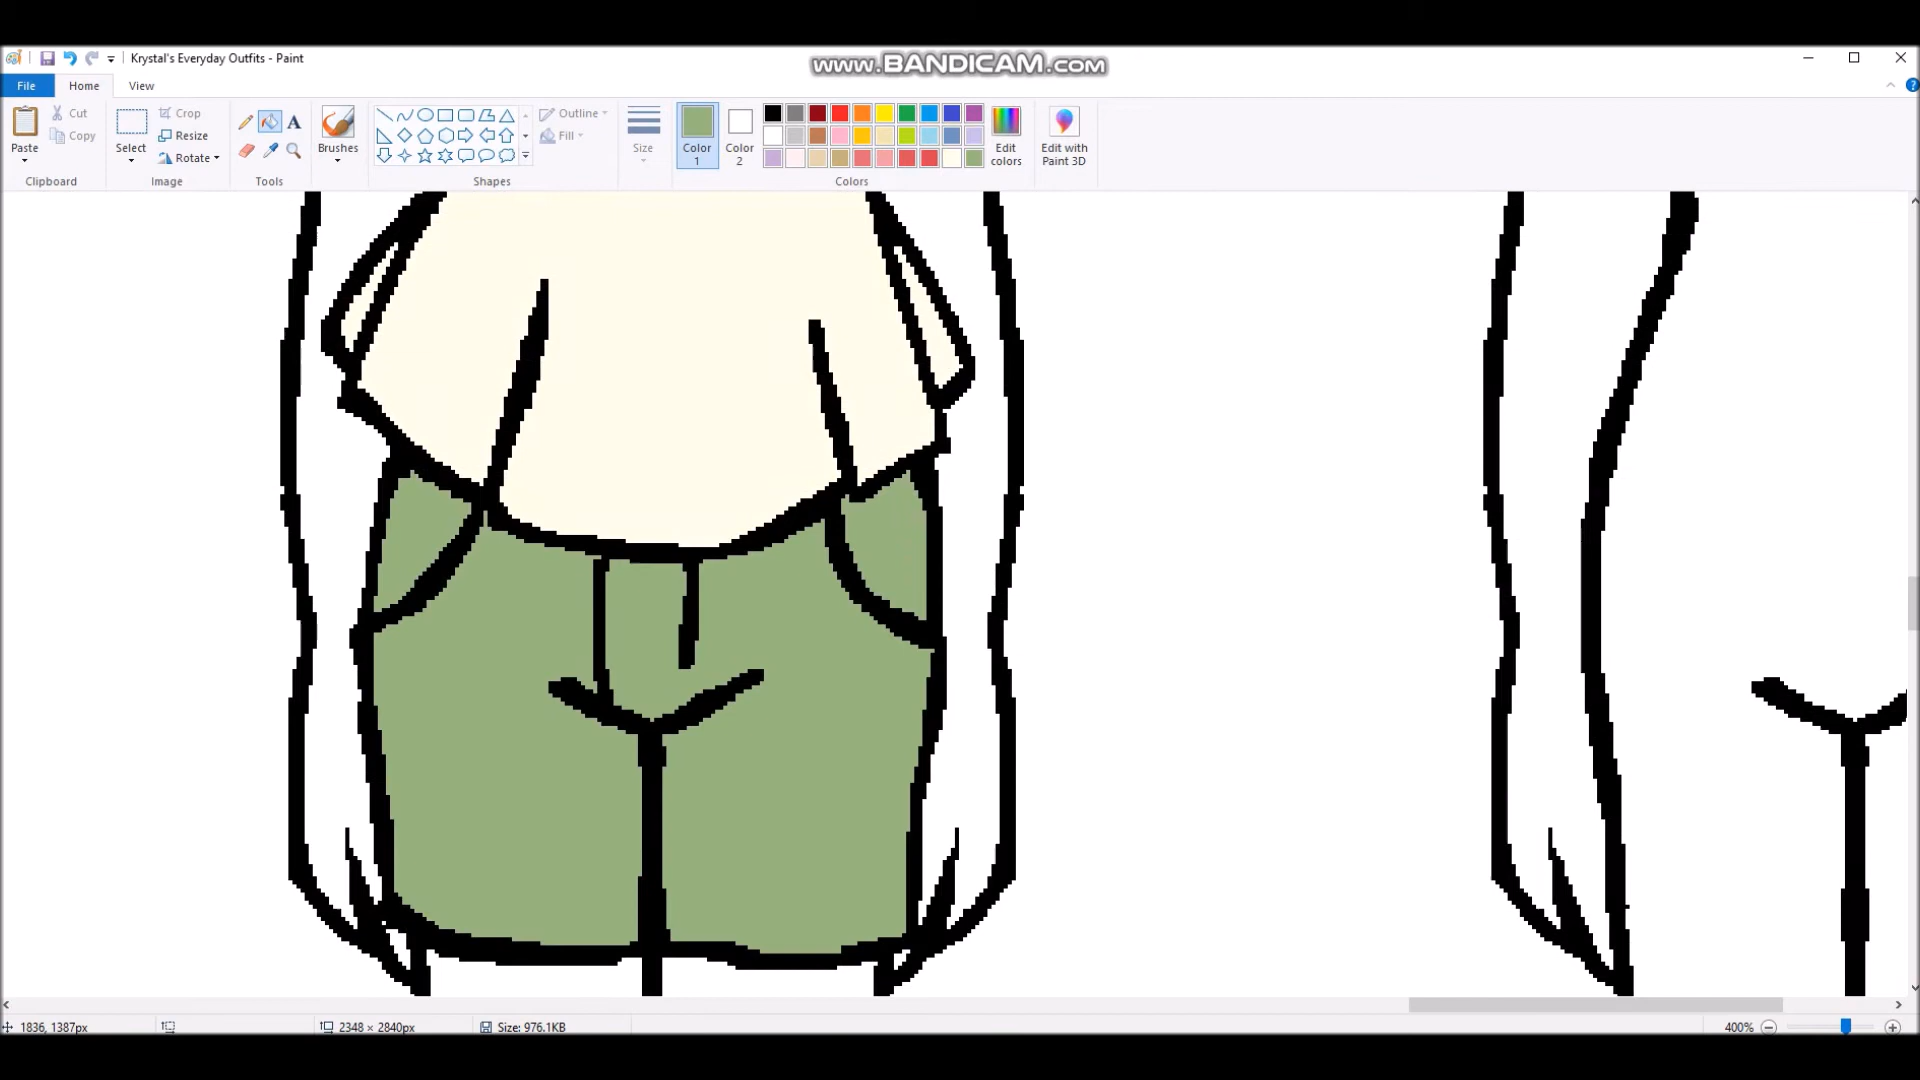 Krystal's Everyday Outfits - Paint
www.BANDICAM.com
File Home View
Paste
Cut
Copy
Clipboard
Select
Crop
Resize
Rotate
Image
A
Tools
Brushes
Outline
Fill
Shapes
Size
Color 1
Color 2
Edit colors
Colors
Edit with Paint 3D
1836, 1387px
2348 × 2840px
Size: 976.1KB
400%